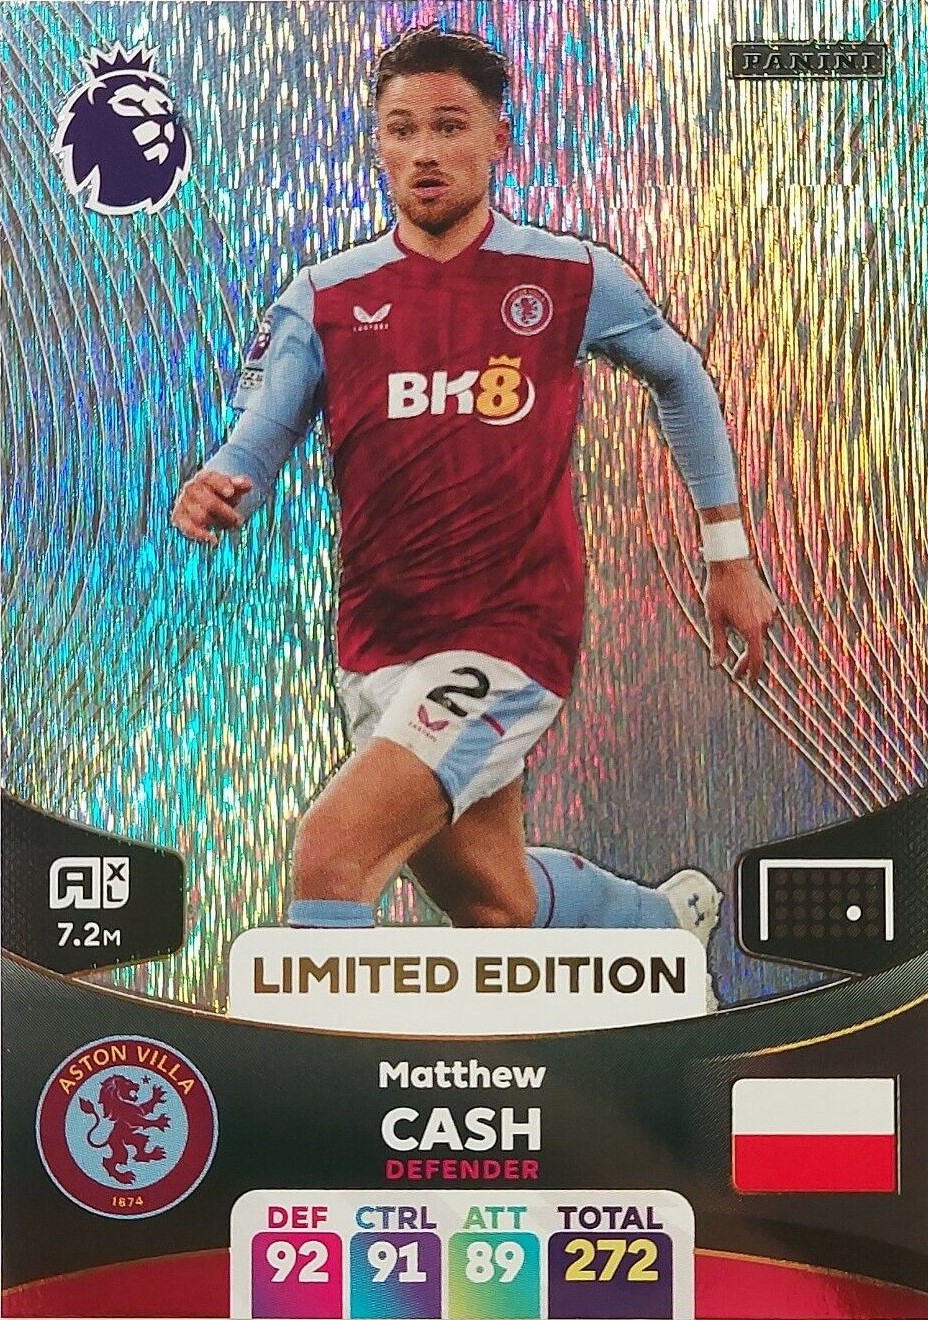 PANINI
BK8
2
XL
7.2M
LIMITED EDITION
ASTON VILLA
1874
Matthew
CASH
DEFENDER
DEF CTRL ATT TOTAL
92 91 89 272